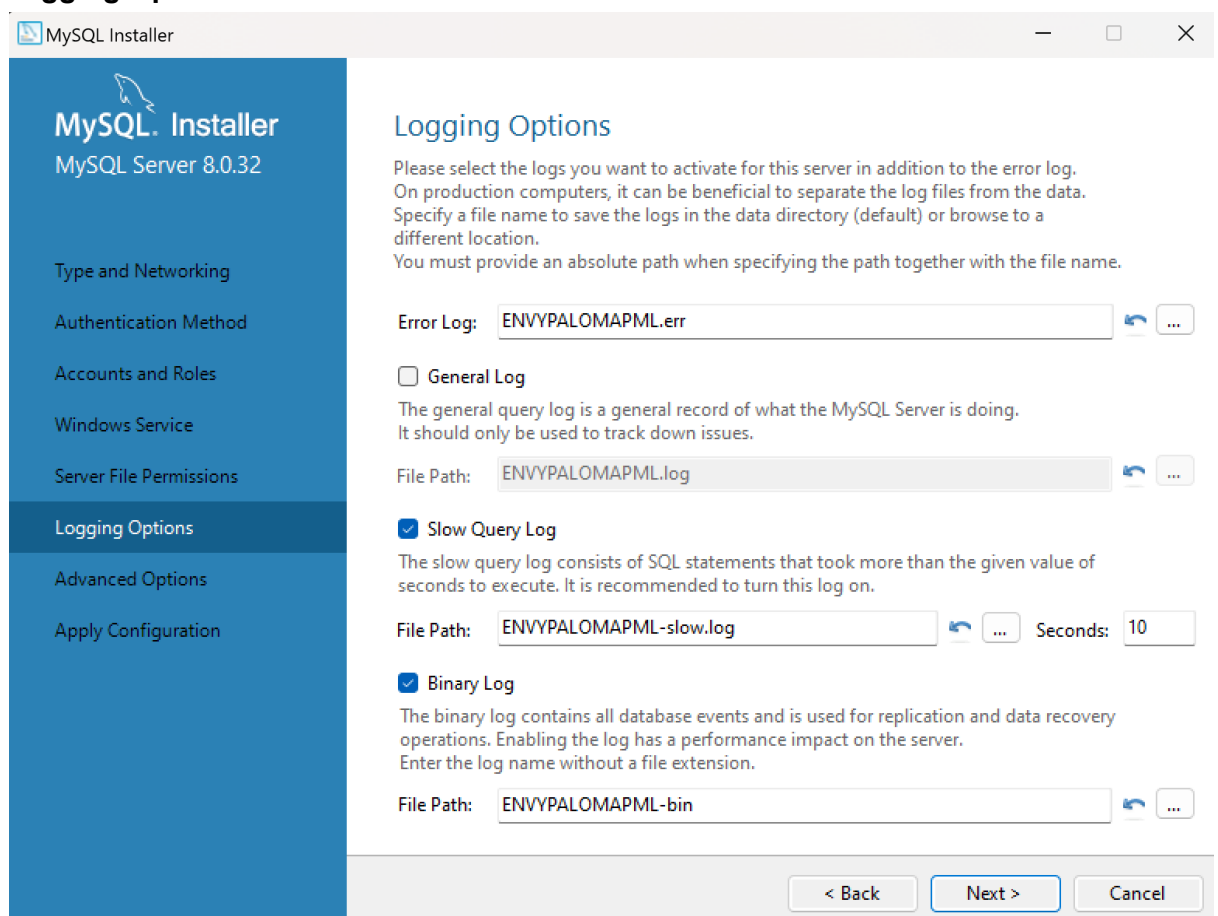 MySQL Installer
MySQL. Installer
MySQL Server 8.0.32
Type and Networking
Authentication Method
Accounts and Roles
Windows Service
Server File Permissions
Logging Options
Advanced Options
Apply Configuration
Logging Options
Please select the logs you want to activate for this server in addition to the error log.
On production computers, it can be beneficial to separate the log files from the data.
Specify a file name to save the logs in the data directory (default) or browse to a
different location.
You must provide an absolute path when specifying the path together with the file name.
Error Log: ENVYPALOMAPML.err ...
General Log
The general query log is a general record of what the MySQL Server is doing.
It should only be used to track down issues.
File Path: ENVYPALOMAPML.log ...
Slow Query Log
The slow query log consists of SQL statements that took more than the given value of
seconds to execute. It is recommended to turn this log on.
File Path: ENVYPALOMAPML-slow.log ... Seconds: 10
Binary Log
The binary log contains all database events and is used for replication and data recovery
operations. Enabling the log has a performance impact on the server.
Enter the log name without a file extension.
File Path: ENVYPALOMAPML-bin ...
< Back Next > Cancel